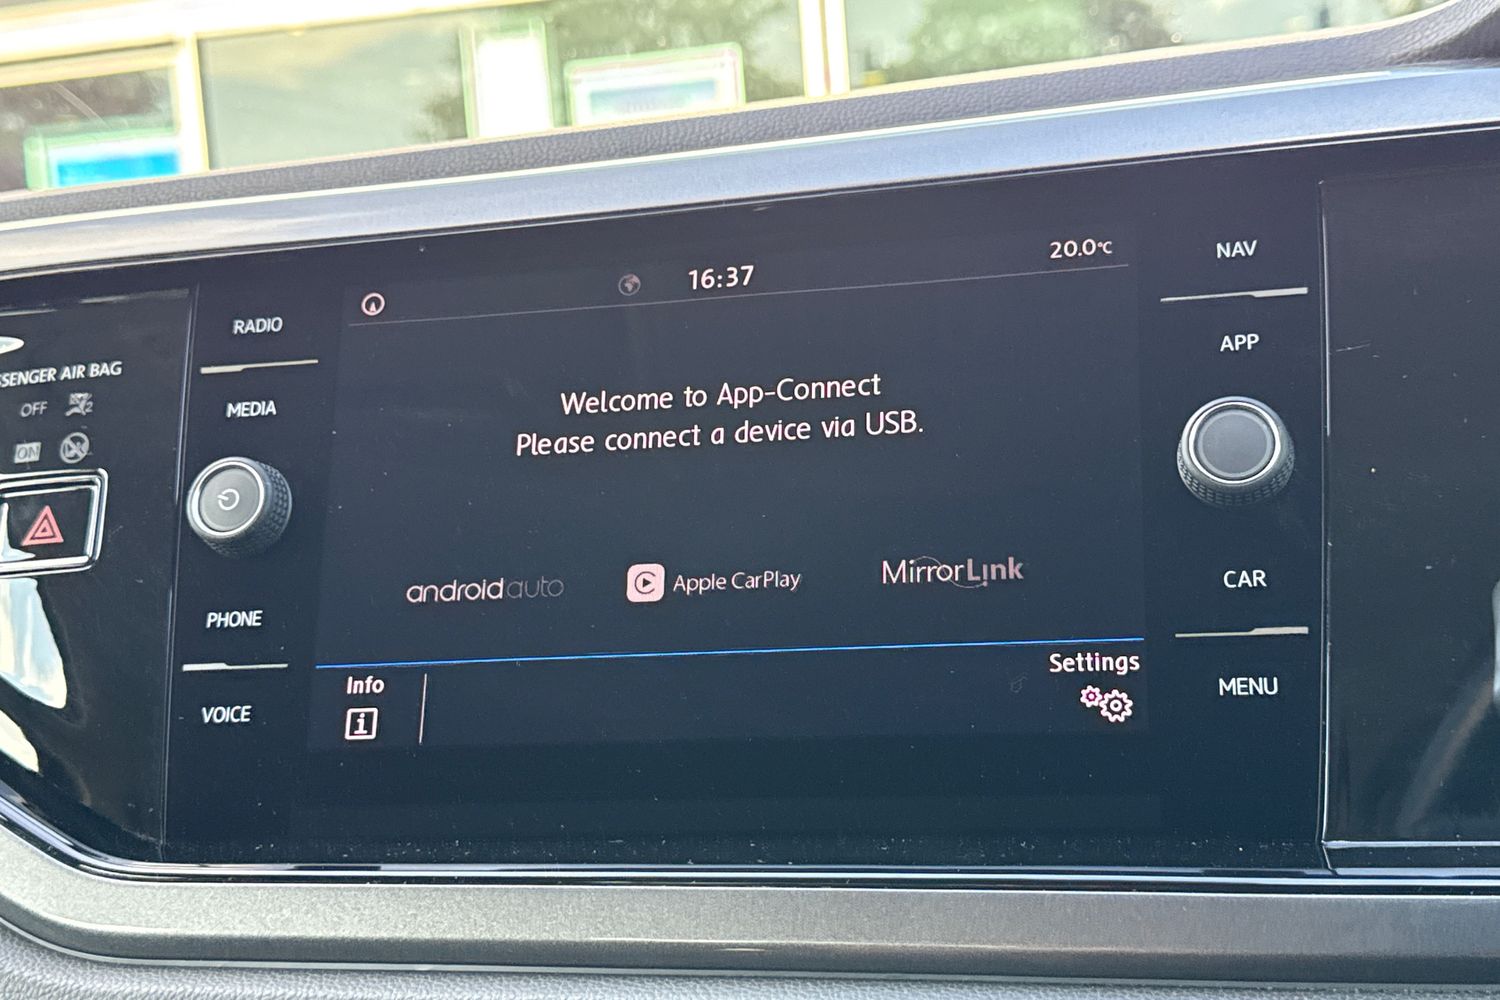 16:37
20.0°C
NAV
RADIO
APP
SENGER AIR BAG
OFF
ON
MEDIA
Welcome to App-Connect
Please connect a device via USB.
androidauto
Apple CarPlay
MirrorLink
PHONE
CAR
VOICE
Info
Settings
MENU